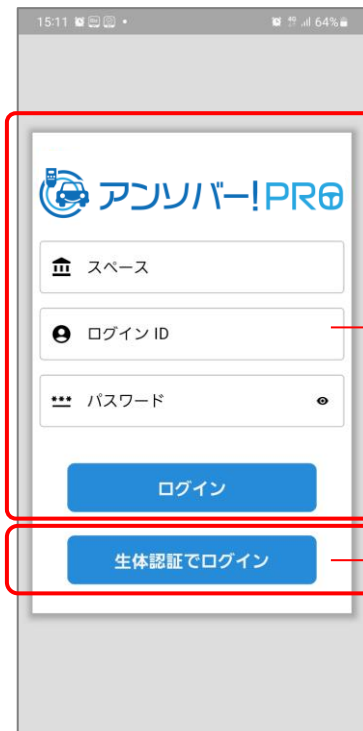 15:11 64%
アンソバー!PRO
スペース
ログイン ID
パスワード
ログイン
生体認証でログイン